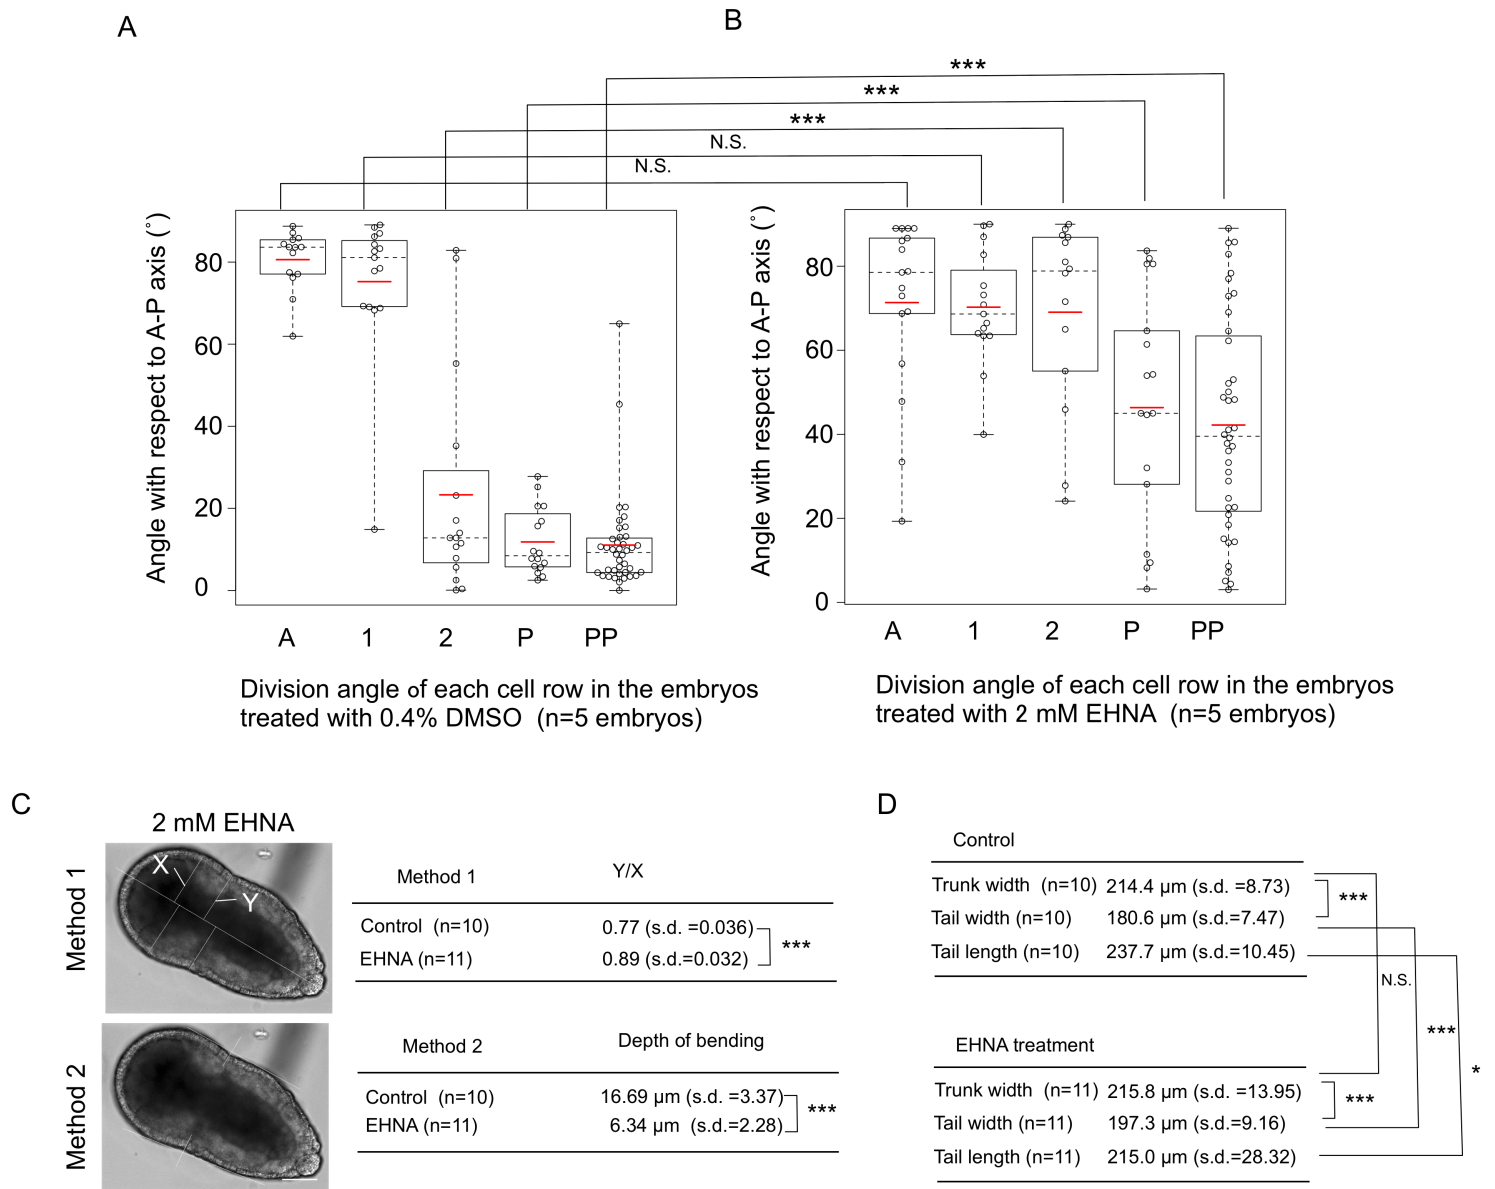 A
B
***
***
***
N.S.
N.S.
Angle with respect to A-P axis (°)
80
60
40
20
0
A 1 2 P PP
Division angle of each cell row in the embryos
treated with 0.4% DMSO (n=5 embryos)
Angle with respect to A-P axis (°)
80
60
40
20
0
A 1 2 P PP
Division angle of each cell row in the embryos
treated with 2 mM EHNA (n=5 embryos)
C
2 mM EHNA
Method 1
X
Y
Method 2
Method 1 Y/X
Control (n=10) 0.77 (s.d. =0.036)
EHNA (n=11) 0.89 (s.d.=0.032)
***
Method 2 Depth of bending
Control (n=10) 16.69 µm (s.d. =3.37)
EHNA (n=11) 6.34 µm (s.d.=2.28)
***
D
Control
Trunk width (n=10) 214.4 µm (s.d. =8.73)
Tail width (n=10) 180.6 µm (s.d.=7.47)
Tail length (n=10) 237.7 µm (s.d.=10.45)
***
N.S.
***
*
EHNA treatment
Trunk width (n=11) 215.8 µm (s.d. =13.95)
Tail width (n=11) 197.3 µm (s.d.=9.16)
Tail length (n=11) 215.0 µm (s.d.=28.32)
***